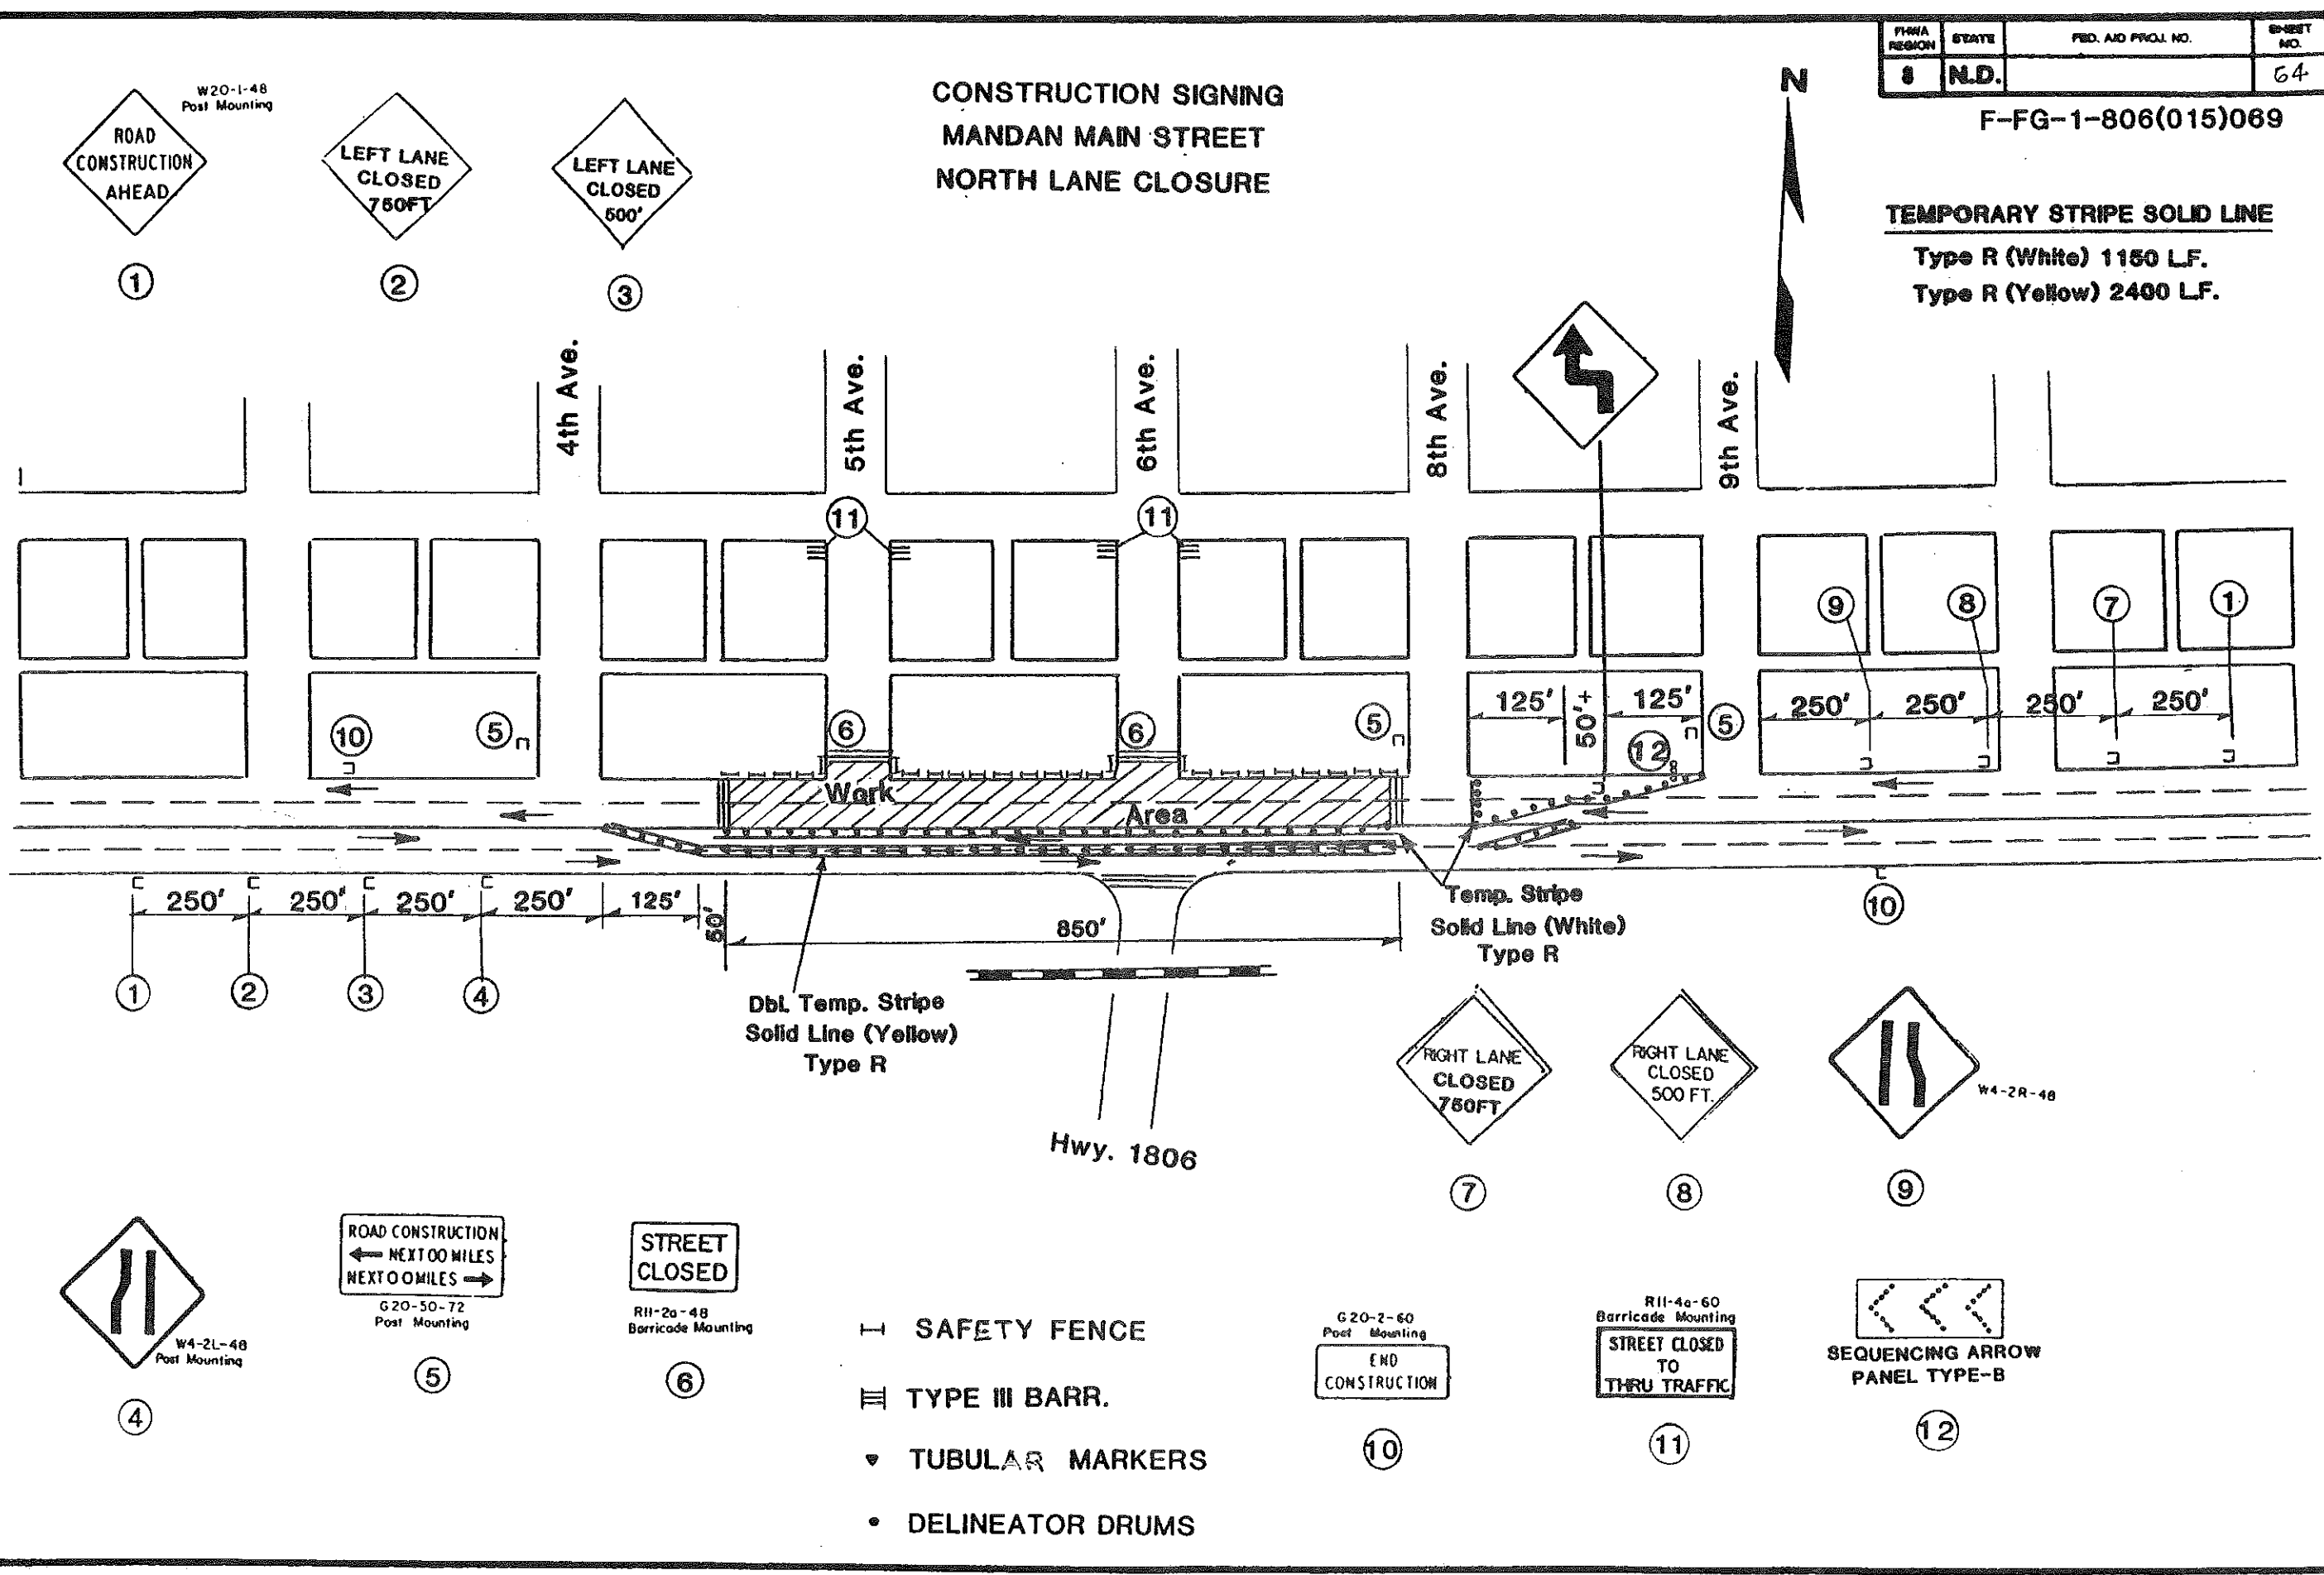 FHWA REGION STATE FED. AID PROJ. NO. SHEET NO.
8 N.D. 64
F-FG-1-806(015)069
CONSTRUCTION SIGNING
MANDAN MAIN STREET
NORTH LANE CLOSURE
N
TEMPORARY STRIPE SOLID LINE
Type R (White) 1150 L.F.
Type R (Yellow) 2400 L.F.
W20-1-48
Post Mounting
ROAD
CONSTRUCTION
AHEAD
1
LEFT LANE
CLOSED
750FT
2
LEFT LANE
CLOSED
500'
3
4th Ave.
5th Ave.
6th Ave.
8th Ave.
9th Ave.
11
11
9
8
7
1
10
5
6
6
5
125'
50'±
125'
12
5
250'
250'
250'
250'
Work
Area
250'
250'
250'
250'
125'
50'
850'
1
2
3
4
10
Temp. Stripe
Solid Line (White)
Type R
Dbl. Temp. Stripe
Solid Line (Yellow)
Type R
Hwy. 1806
RIGHT LANE
CLOSED
750FT
7
RIGHT LANE
CLOSED
500 FT.
8
W4-2R-48
9
W4-2L-48
Post Mounting
4
ROAD CONSTRUCTION
← NEXT OO MILES
NEXT OO MILES →
G20-50-72
Post Mounting
5
STREET
CLOSED
R11-2a-48
Barricade Mounting
6
SAFETY FENCE
TYPE III BARR.
TUBULAR MARKERS
DELINEATOR DRUMS
G20-2-60
Post Mounting
END
CONSTRUCTION
10
R11-4a-60
Barricade Mounting
STREET CLOSED
TO
THRU TRAFFIC
11
SEQUENCING ARROW
PANEL TYPE-B
12